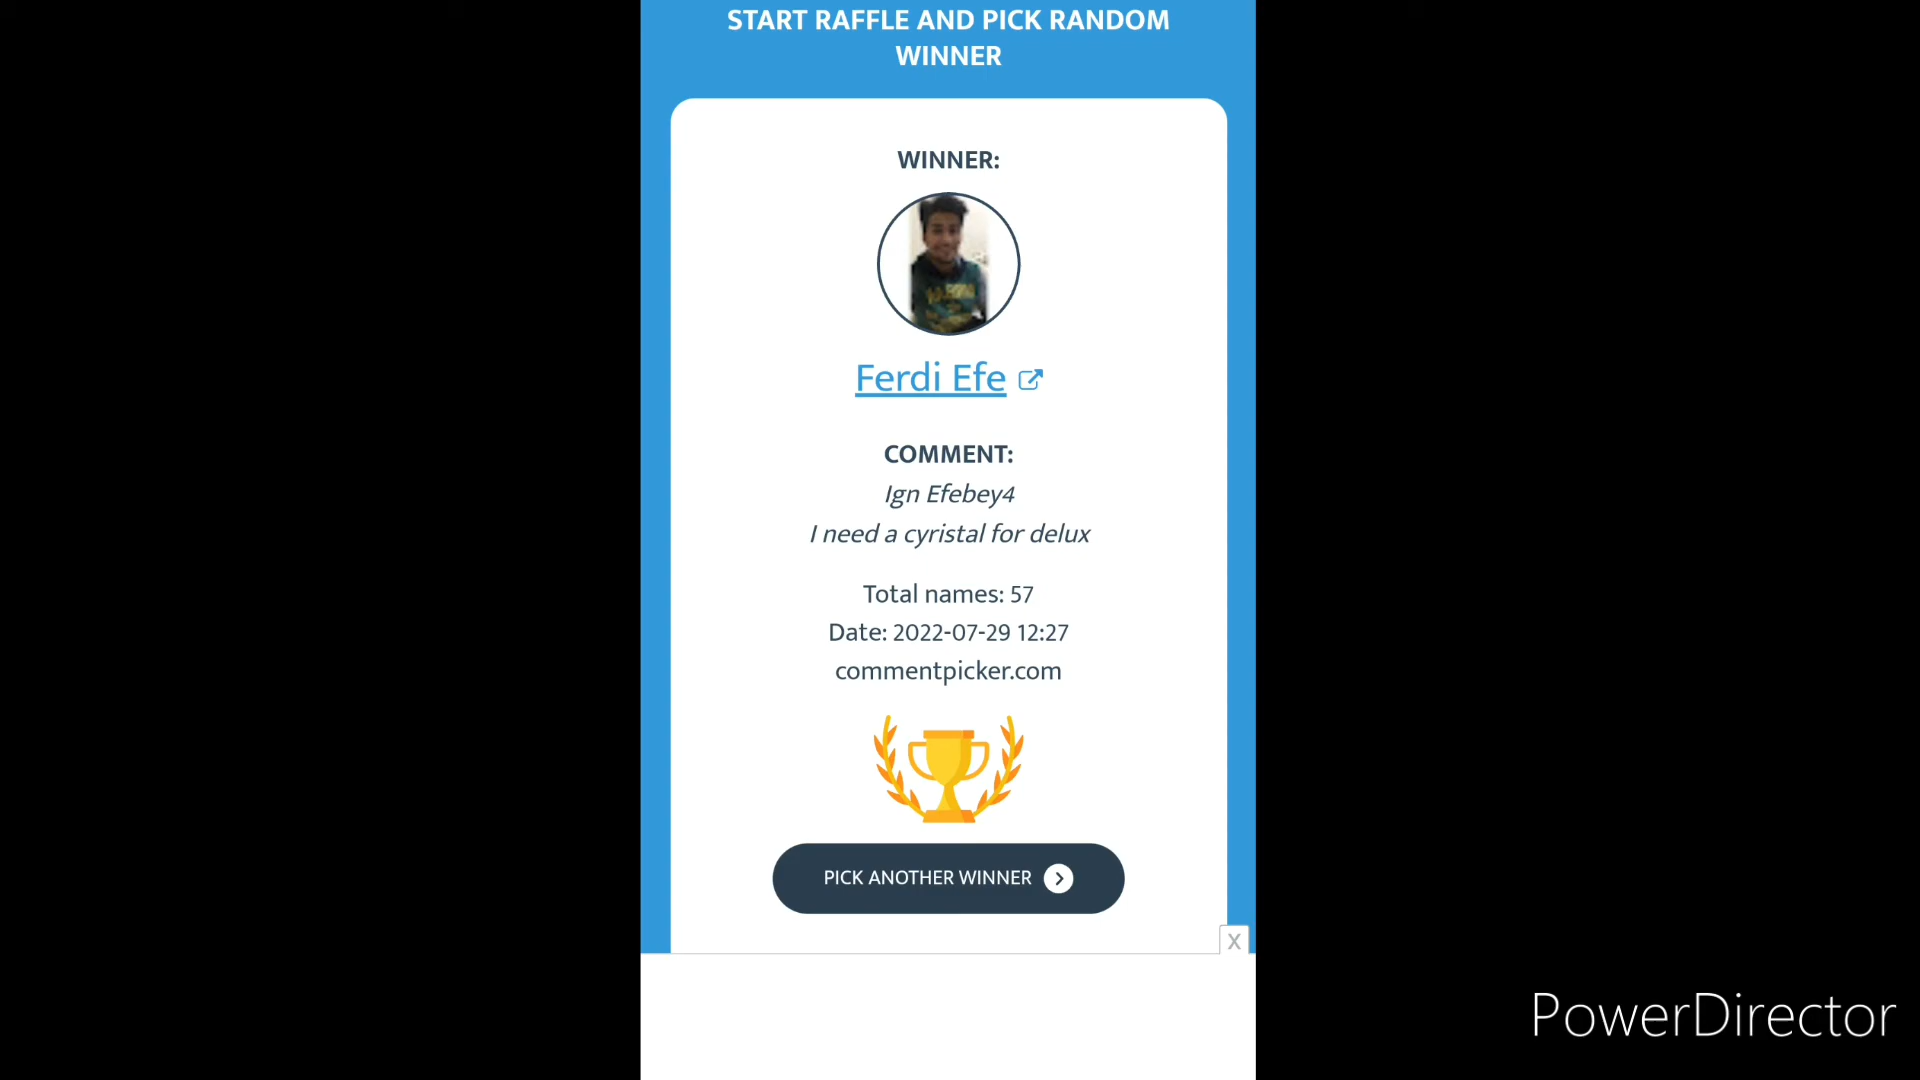 START RAFFLE AND PICK RANDOM
WINNER
WINNER:
Ferdi Efe
COMMENT:
Ign Efebey4
I need a cyristal for delux
Total names: 57
Date: 2022-07-29 12:27
commentpicker.com
PICK ANOTHER WINNER
X
PowerDirector